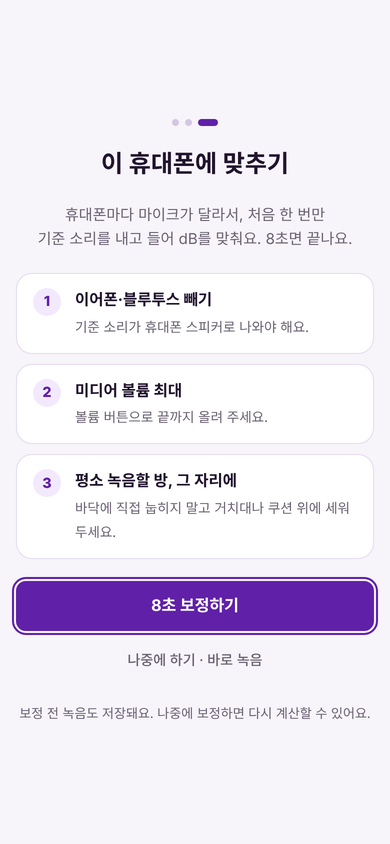 이 휴대폰에 맞추기
휴대폰마다 마이크가 달라서, 처음 한 번만
기준 소리를 내고 들어 dB를 맞춰요. 8초면 끝나요.
1
이어폰·블루투스 빼기
기준 소리가 휴대폰 스피커로 나와야 해요.
2
미디어 볼륨 최대
볼륨 버튼으로 끝까지 올려 주세요.
3
평소 녹음할 방, 그 자리에
바닥에 직접 눕히지 말고 거치대나 쿠션 위에 세워
두세요.
8초 보정하기
나중에 하기 · 바로 녹음
보정 전 녹음도 저장돼요. 나중에 보정하면 다시 계산할 수 있어요.